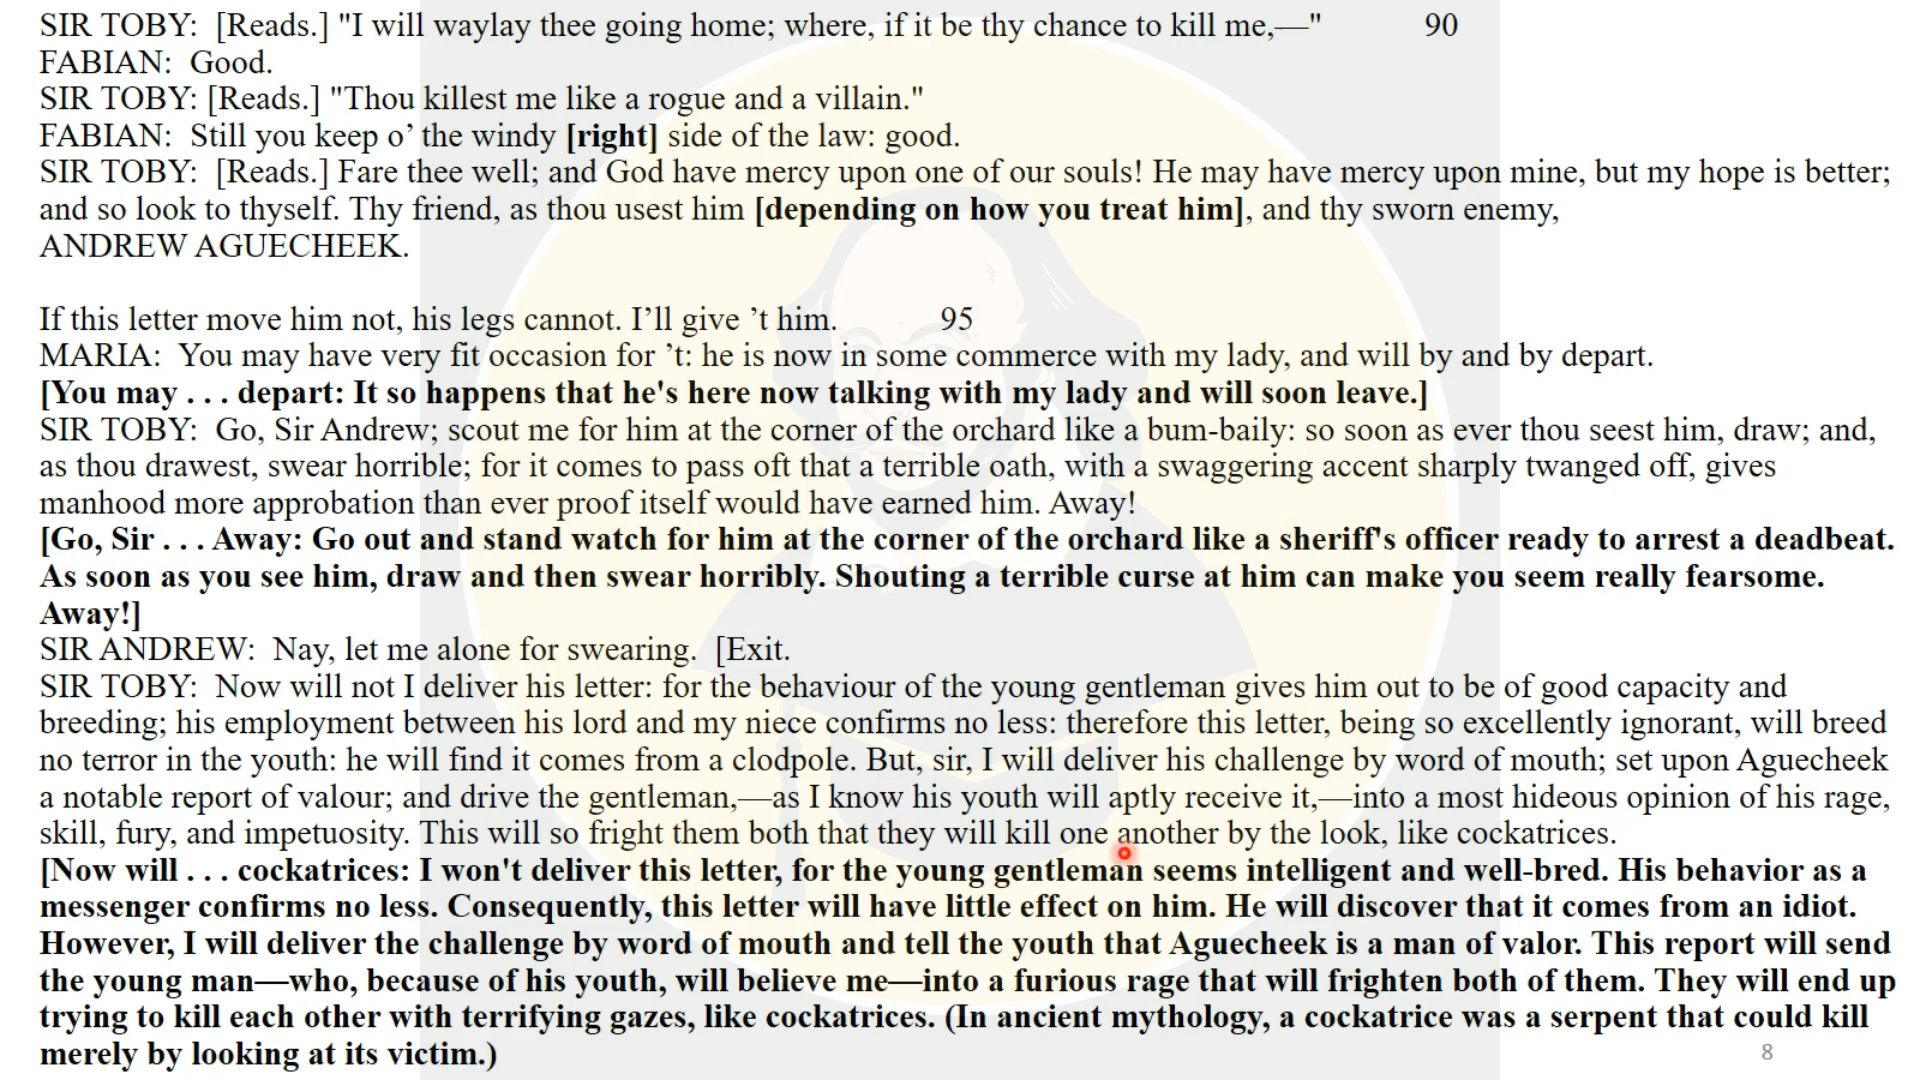 SIR TOBY:  [Reads.] "I will waylay thee going home; where, if it be thy chance to kill me,—" 90
FABIAN:  Good.
SIR TOBY: [Reads.] "Thou killest me like a rogue and a villain."
FABIAN:  Still you keep o’ the windy [right] side of the law: good.
SIR TOBY:  [Reads.] Fare thee well; and God have mercy upon one of our souls! He may have mercy upon mine, but my hope is better;
and so look to thyself. Thy friend, as thou usest him [depending on how you treat him], and thy sworn enemy,
ANDREW AGUECHEEK.
If this letter move him not, his legs cannot. I’ll give ’t him. 95
MARIA:  You may have very fit occasion for ’t: he is now in some commerce with my lady, and will by and by depart.
[You may . . . depart: It so happens that he's here now talking with my lady and will soon leave.]
SIR TOBY:  Go, Sir Andrew; scout me for him at the corner of the orchard like a bum-baily: so soon as ever thou seest him, draw; and,
as thou drawest, swear horrible; for it comes to pass oft that a terrible oath, with a swaggering accent sharply twanged off, gives
manhood more approbation than ever proof itself would have earned him. Away!
[Go, Sir . . . Away: Go out and stand watch for him at the corner of the orchard like a sheriff's officer ready to arrest a deadbeat.
As soon as you see him, draw and then swear horribly. Shouting a terrible curse at him can make you seem really fearsome.
Away!]
SIR ANDREW:  Nay, let me alone for swearing.  [Exit.
SIR TOBY:  Now will not I deliver his letter: for the behaviour of the young gentleman gives him out to be of good capacity and
breeding; his employment between his lord and my niece confirms no less: therefore this letter, being so excellently ignorant, will breed
no terror in the youth: he will find it comes from a clodpole. But, sir, I will deliver his challenge by word of mouth; set upon Aguecheek
a notable report of valour; and drive the gentleman,—as I know his youth will aptly receive it,—into a most hideous opinion of his rage,
skill, fury, and impetuosity. This will so fright them both that they will kill one another by the look, like cockatrices.
[Now will . . . cockatrices: I won't deliver this letter, for the young gentleman seems intelligent and well-bred. His behavior as a
messenger confirms no less. Consequently, this letter will have little effect on him. He will discover that it comes from an idiot.
However, I will deliver the challenge by word of mouth and tell the youth that Aguecheek is a man of valor. This report will send
the young man—who, because of his youth, will believe me—into a furious rage that will frighten both of them. They will end up
trying to kill each other with terrifying gazes, like cockatrices. (In ancient mythology, a cockatrice was a serpent that could kill
merely by looking at its victim.)
8